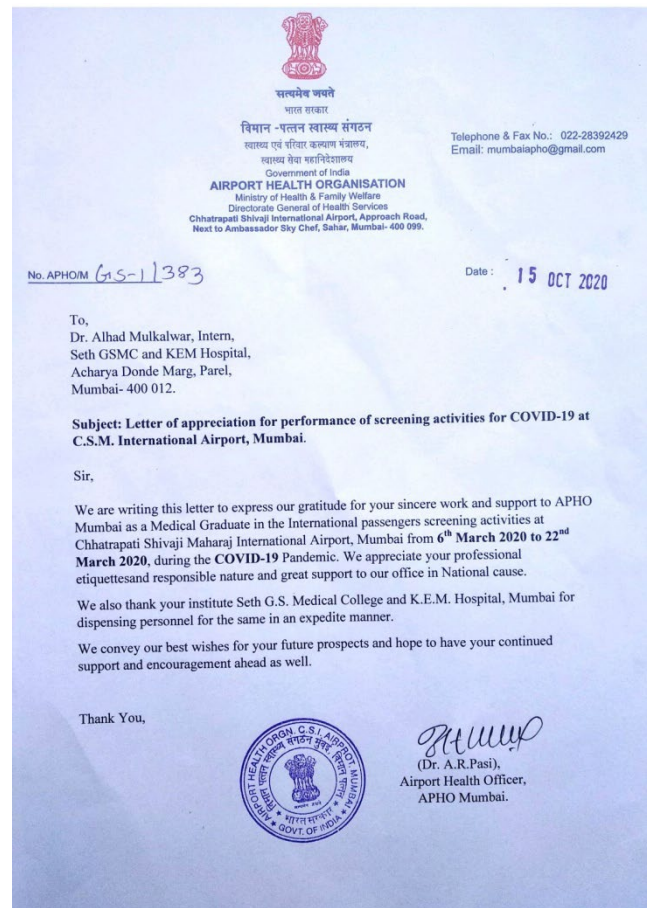 सत्यमेव जयते
भारत सरकार
विमान -पत्तन स्वास्थ्य संगठन
स्वास्थ्य एवं परिवार कल्याण मंत्रालय,
स्वास्थ्य सेवा महानिदेशालय
Government of India
AIRPORT HEALTH ORGANISATION
Ministry of Health & Family Welfare
Directorate General of Health Services
Chhatrapati Shivaji International Airport, Approach Road,
Next to Ambassador Sky Chef, Sahar, Mumbai- 400 099.
Telephone & Fax No.: 022-28392429
Email: mumbaiapho@gmail.com
No. APHO/M GS-1/383
Date : 15 OCT 2020
To,
Dr. Alhad Mulkalwar, Intern,
Seth GSMC and KEM Hospital,
Acharya Donde Marg, Parel,
Mumbai- 400 012.
Subject: Letter of appreciation for performance of screening activities for COVID-19 at
C.S.M. International Airport, Mumbai.
Sir,
We are writing this letter to express our gratitude for your sincere work and support to APHO
Mumbai as a Medical Graduate in the International passengers screening activities at
Chhatrapati Shivaji Maharaj International Airport, Mumbai from 6th March 2020 to 22nd
March 2020, during the COVID-19 Pandemic. We appreciate your professional
etiquettesand responsible nature and great support to our office in National cause.
We also thank your institute Seth G.S. Medical College and K.E.M. Hospital, Mumbai for
dispensing personnel for the same in an expedite manner.
We convey our best wishes for your future prospects and hope to have your continued
support and encouragement ahead as well.
Thank You,
AIRPORT HEALTH ORGN. C.S.I. AIRPROT. MUMBAI
विमान पत्तन स्वास्थ्य संगठन मुंबई
भारत सरकार
GOVT. OF INDIA
(Dr. A.R.Pasi),
Airport Health Officer,
APHO Mumbai.